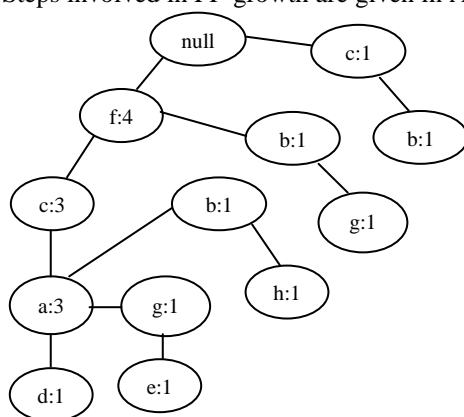 Steps involved in FP growth are given in
null
c:1
f:4
b:1
b:1
c:3
b:1
g:1
a:3
g:1
h:1
d:1
e:1